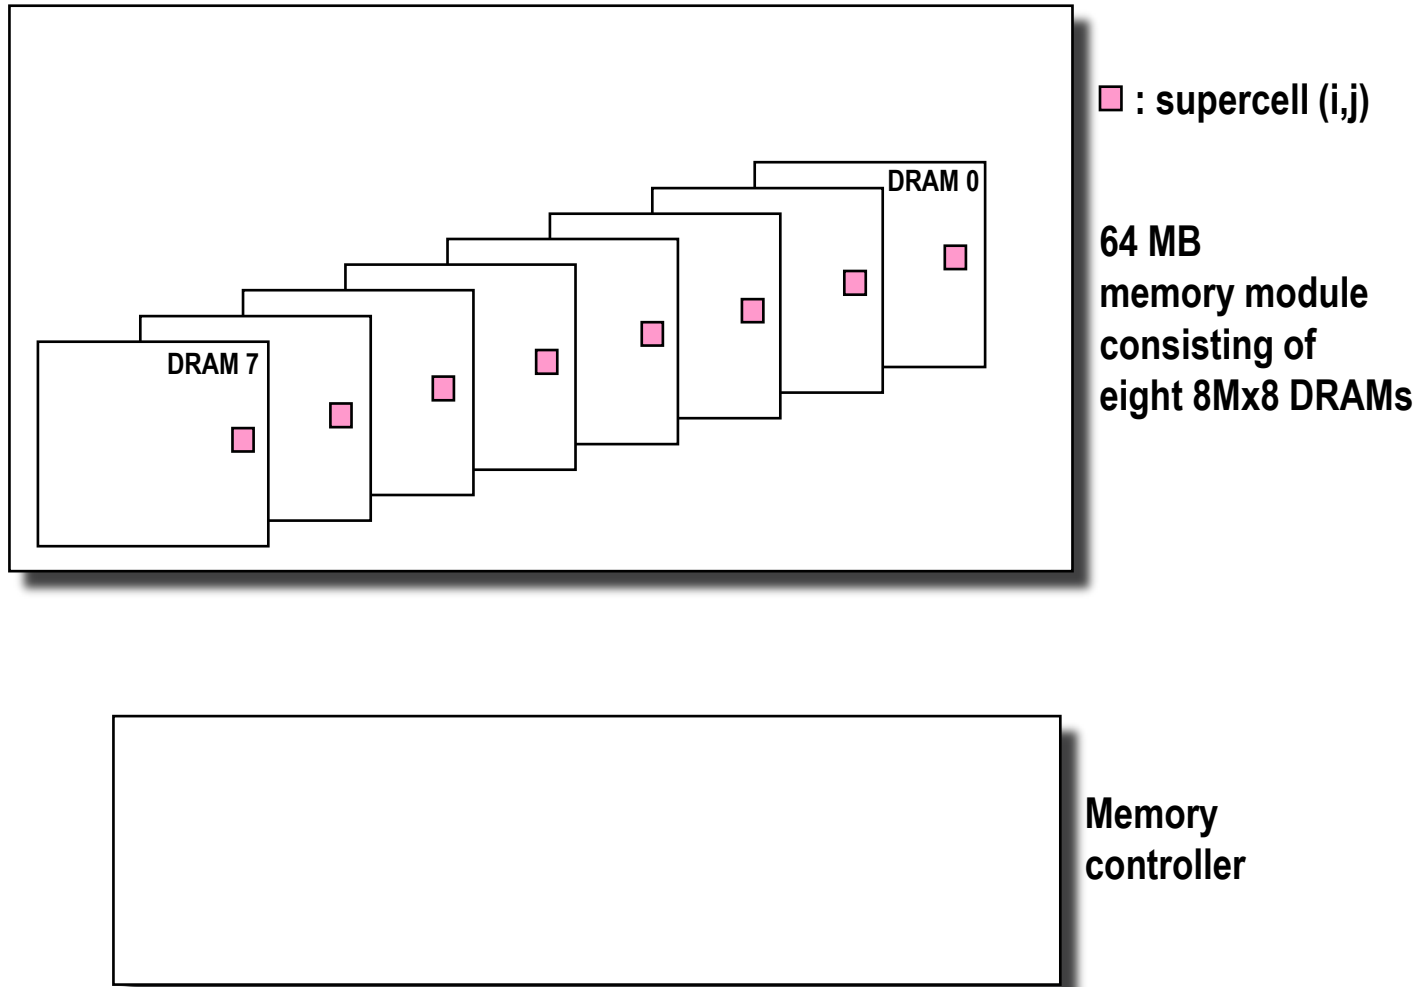 : supercell (i,j)
DRAM 0
64 MB
memory module
consisting of
eight 8Mx8 DRAMs
DRAM 7
Memory
controller